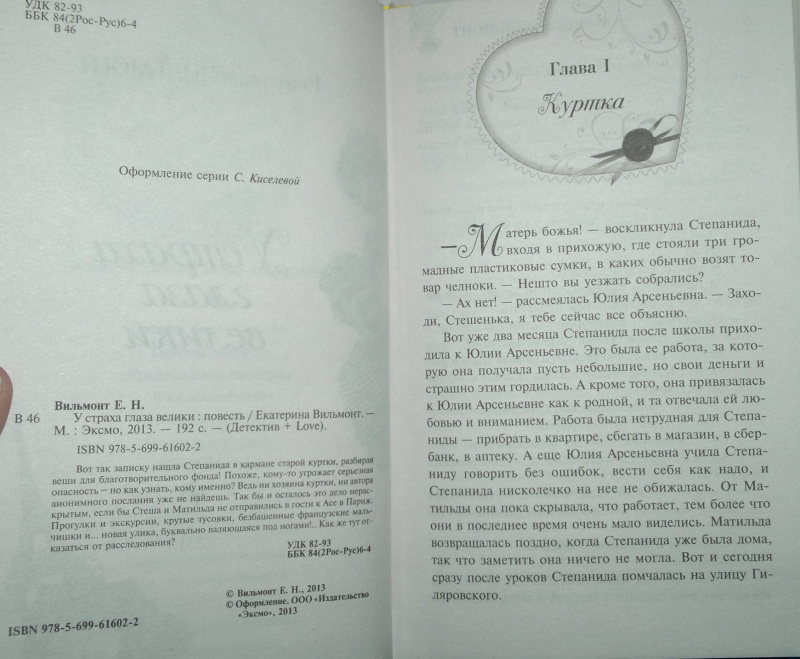 УДК 82-93
ББК 84(2Рос-Рус)6-4
В 46
Оформление серии С. Киселевой
Вильмонт Е. Н.
В 46 У страха глаза велики : повесть / Екатерина Вильмонт. —
М. : Эксмо, 2013. — 192 с. — (Детектив + Love).
ISBN 978-5-699-61602-2
Вот так записку нашла Степанида в кармане старой куртки, разбирая
вещи для благотворительного фонда! Похоже, кому-то угрожает серьезная
опасность — но как узнать, кому именно? Ведь ни хозяина куртки, ни автора
анонимного послания уже не найдешь. Так бы и осталось это дело нерас-
крытым, если бы Стеша и Матильда не отправились в гости к Асе в Париж.
Прогулки и экскурсии, крутые тусовки, безбашенные французские маль-
чишки и... новая улика, буквально валяющаяся под ногами!.. Как же тут от-
казаться от расследования?
УДК 82-93
ББК 84(2Рос-Рус)6-4
© Вильмонт Е. Н., 2013
© Оформление. ООО «Издательство
«Эксмо», 2013
ISBN 978-5-699-61602-2
Глава I
Куртка
—Матерь божья! — воскликнула Степанида,
входя в прихожую, где стояли три гро-
мадные пластиковые сумки, в каких обычно возят то-
вар челноки. — Нешто вы уезжать собрались?
— Ах нет! — рассмеялась Юлия Арсеньевна. — Захо-
ди, Стешенька, я тебе сейчас все объясню.
Вот уже два месяца Степанида после школы прихо-
дила к Юлии Арсеньевне. Это была ее работа, за кото-
рую она получала пусть небольшие, но свои деньги и
страшно этим гордилась. А кроме того, она привязалась
к Юлии Арсеньевне как к родной, и та отвечала ей лю-
бовью и вниманием. Работа была нетрудная для Степа-
ниды — прибрать в квартире, сбегать в магазин, в сбер-
банк, в аптеку. А еще Юлия Арсеньевна учила Степа-
ниду говорить без ошибок, вести себя как надо, и
Степанида нисколечко на нее не обижалась. От Ма-
тильды она пока скрывала, что работает, тем более что
они в последнее время очень мало виделись. Матильда
возвращалась поздно, когда Степанида уже была дома,
так что заметить она ничего не могла. Вот и сегодня
сразу после уроков Степанида помчалась на улицу Ги-
ляровского.